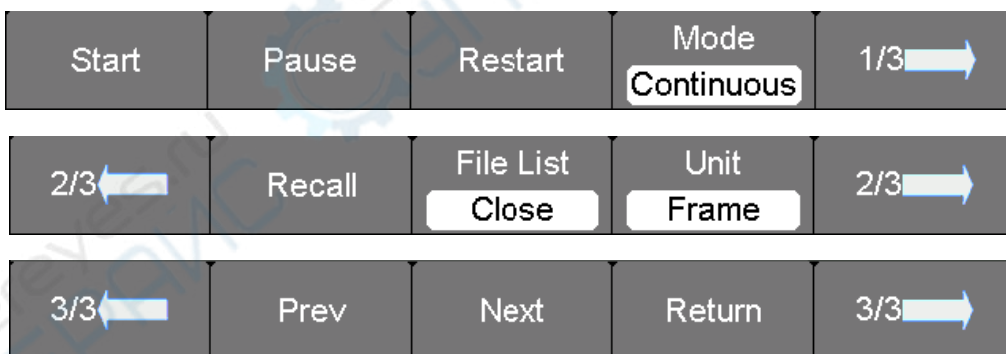 Start Pause Restart Mode Continuous 1/3
2/3 Recall File List Close Unit Frame 2/3
3/3 Prev Next Return 3/3